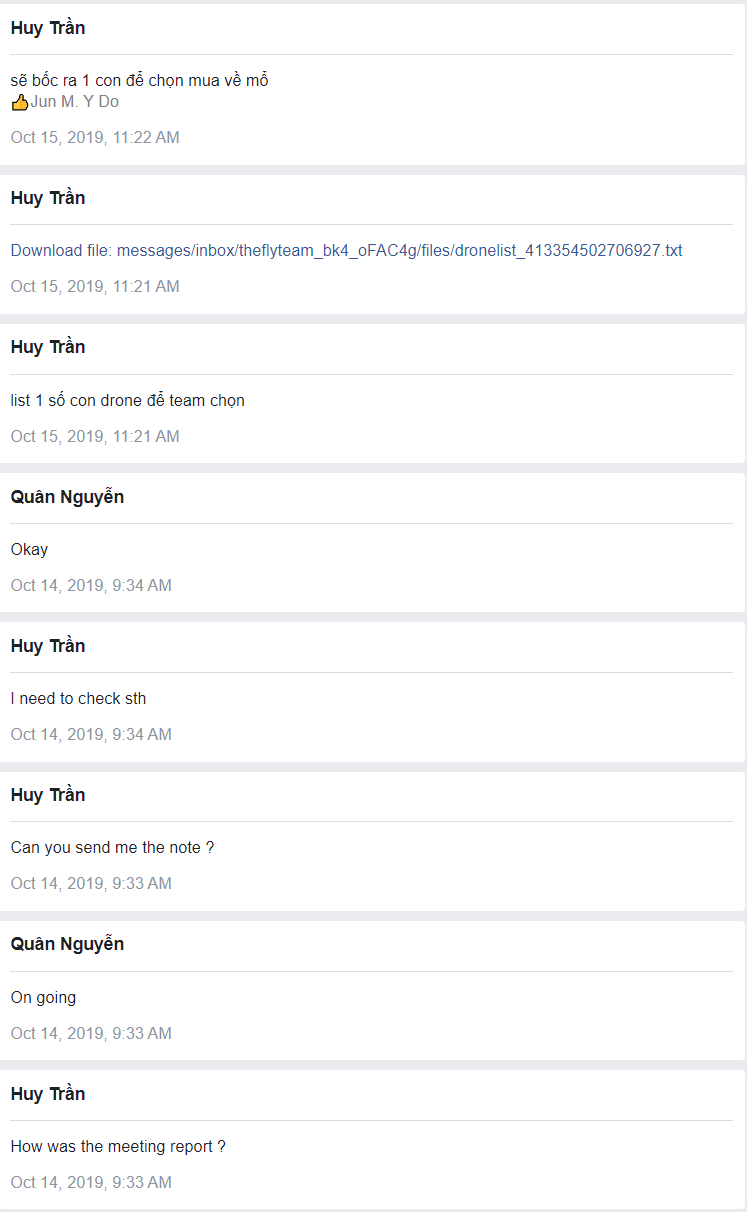 Huy Trần
sẽ bốc ra 1 con để chọn mua về mổ
👍Jun M. Y Do
Oct 15, 2019, 11:22 AM
Huy Trần
Download file: messages/inbox/theflyteam_bk4_oFAC4g/files/dronelist_413354502706927.txt
Oct 15, 2019, 11:21 AM
Huy Trần
list 1 số con drone để team chọn
Oct 15, 2019, 11:21 AM
Quân Nguyễn
Okay
Oct 14, 2019, 9:34 AM
Huy Trần
I need to check sth
Oct 14, 2019, 9:34 AM
Huy Trần
Can you send me the note ?
Oct 14, 2019, 9:33 AM
Quân Nguyễn
On going
Oct 14, 2019, 9:33 AM
Huy Trần
How was the meeting report ?
Oct 14, 2019, 9:33 AM